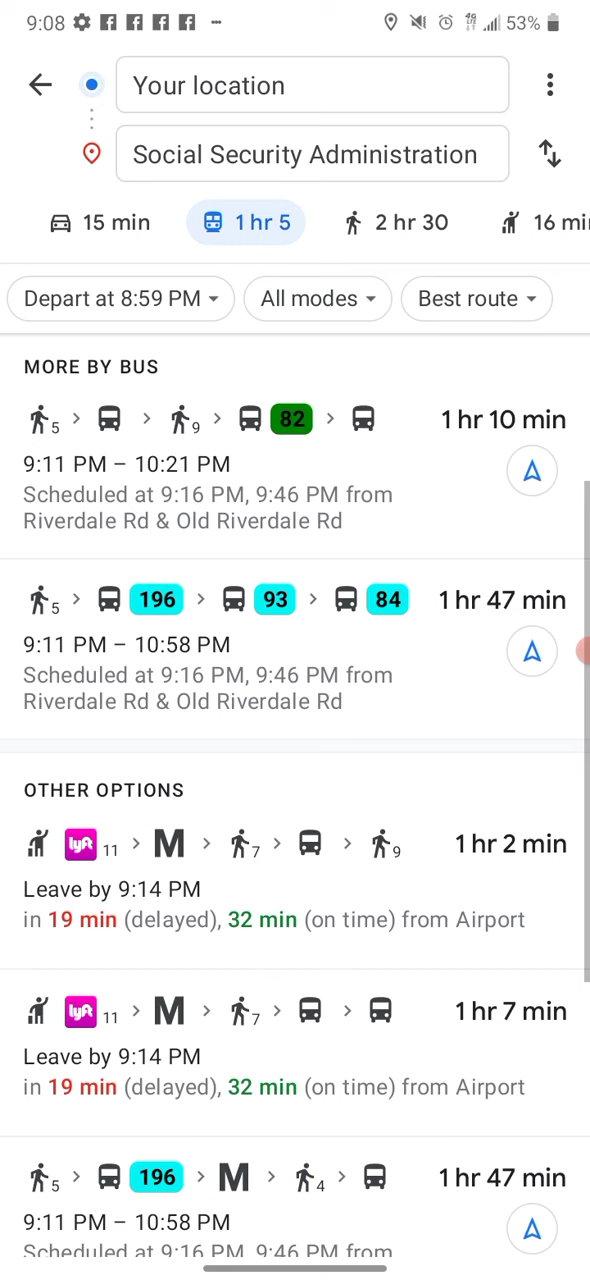 9:08 53%
Your location
Social Security Administration
15 min 1 hr 5 2 hr 30 16 mi
Depart at 8:59 PM All modes Best route
MORE BY BUS
5 9 82 1 hr 10 min
9:11 PM – 10:21 PM
Scheduled at 9:16 PM, 9:46 PM from
Riverdale Rd & Old Riverdale Rd
5 196 93 84 1 hr 47 min
9:11 PM – 10:58 PM
Scheduled at 9:16 PM, 9:46 PM from
Riverdale Rd & Old Riverdale Rd
OTHER OPTIONS
lyft 11 M 7 9 1 hr 2 min
Leave by 9:14 PM
in 19 min (delayed), 32 min (on time) from Airport
lyft 11 M 7 1 hr 7 min
Leave by 9:14 PM
in 19 min (delayed), 32 min (on time) from Airport
5 196 M 4 1 hr 47 min
9:11 PM – 10:58 PM
Scheduled at 9:16 PM, 9:46 PM from